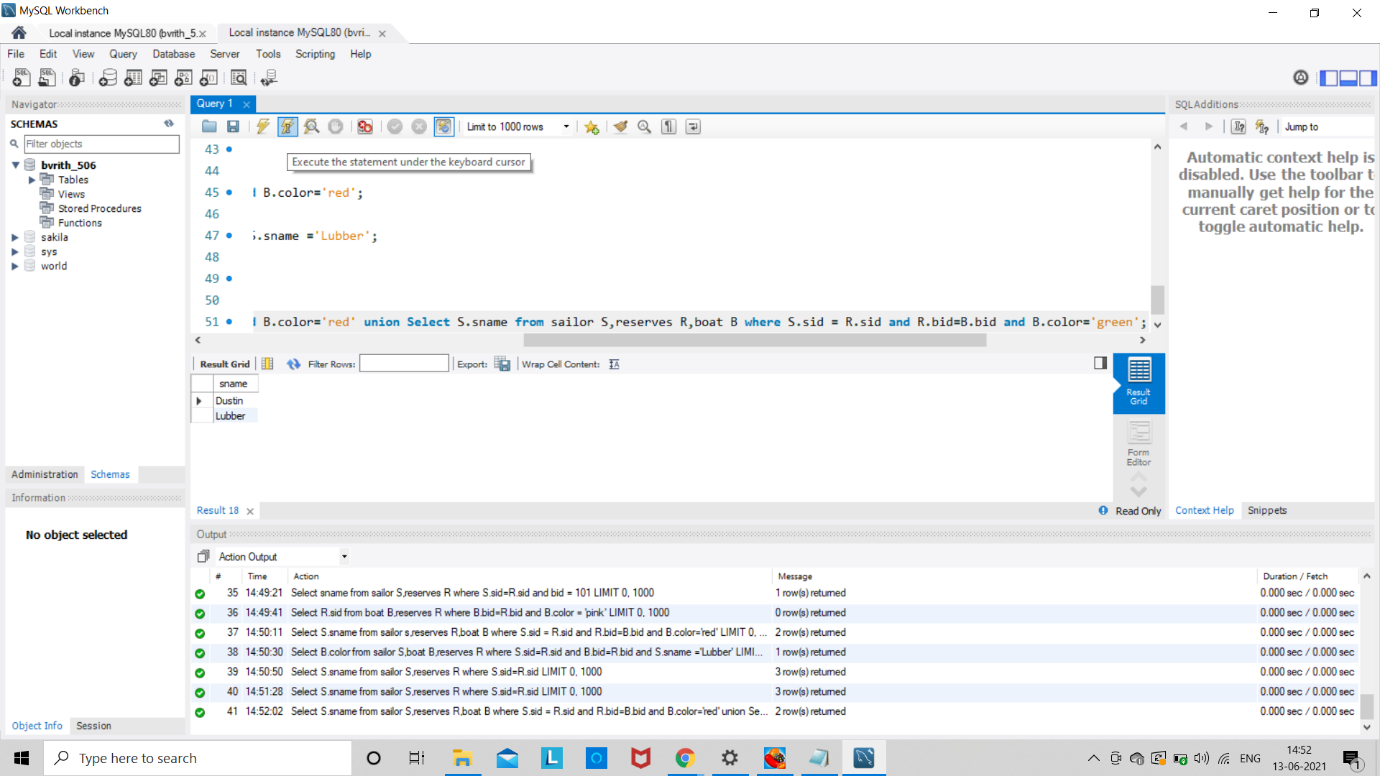 MySQL Workbench
Local instance MySQL80 (bvrith_5... x Local instance MySQL80 (bvri... x
File Edit View Query Database Server Tools Scripting Help
Navigator
SCHEMAS
Filter objects
bvrith_506
Tables
Views
Stored Procedures
Functions
sakila
sys
world
Administration Schemas
Information
No object selected
Object Info Session
Query 1 x
Limit to 1000 rows
Execute the statement under the keyboard cursor
43
44
45 B.color='red';
46
47 .sname ='Lubber';
48
49
50
51 B.color='red' union Select S.sname from sailor S,reserves R,boat B where S.sid = R.sid and R.bid=B.bid and B.color='green';
Result Grid Filter Rows: Export: Wrap Cell Content:
sname
Dustin
Lubber
Result Grid
Form Editor
Result 18 x Read Only
SQLAdditions
Jump to
Automatic context help is
disabled. Use the toolbar t
manually get help for the
current caret position or to
toggle automatic help.
Context Help Snippets
Output
Action Output
# Time Action Message Duration / Fetch
35 14:49:21 Select sname from sailor S,reserves R where S.sid=R.sid and bid = 101 LIMIT 0, 1000 1 row(s) returned 0.000 sec / 0.000 sec
36 14:49:41 Select R.sid from boat B,reserves R where B.bid=R.bid and B.color = 'pink' LIMIT 0, 1000 0 row(s) returned 0.000 sec / 0.000 sec
37 14:50:11 Select S.sname from sailor s,reserves R,boat B where S.sid = R.sid and R.bid=B.bid and B.color='red' LIMIT 0, ... 2 row(s) returned 0.000 sec / 0.000 sec
38 14:50:30 Select B.color from sailor S,boat B,reserves R where S.sid=R.sid and B.bid=R.bid and S.sname ='Lubber' LIMI... 1 row(s) returned 0.000 sec / 0.000 sec
39 14:50:50 Select S.sname from sailor S,reserves R where S.sid=R.sid LIMIT 0, 1000 3 row(s) returned 0.000 sec / 0.000 sec
40 14:51:28 Select S.sname from sailor S,reserves R where S.sid=R.sid LIMIT 0, 1000 3 row(s) returned 0.000 sec / 0.000 sec
41 14:52:02 Select S.sname from sailor S,reserves R,boat B where S.sid = R.sid and R.bid=B.bid and B.color='red' union Se... 2 row(s) returned 0.000 sec / 0.000 sec
Type here to search
ENG
14:52
13-06-2021
1